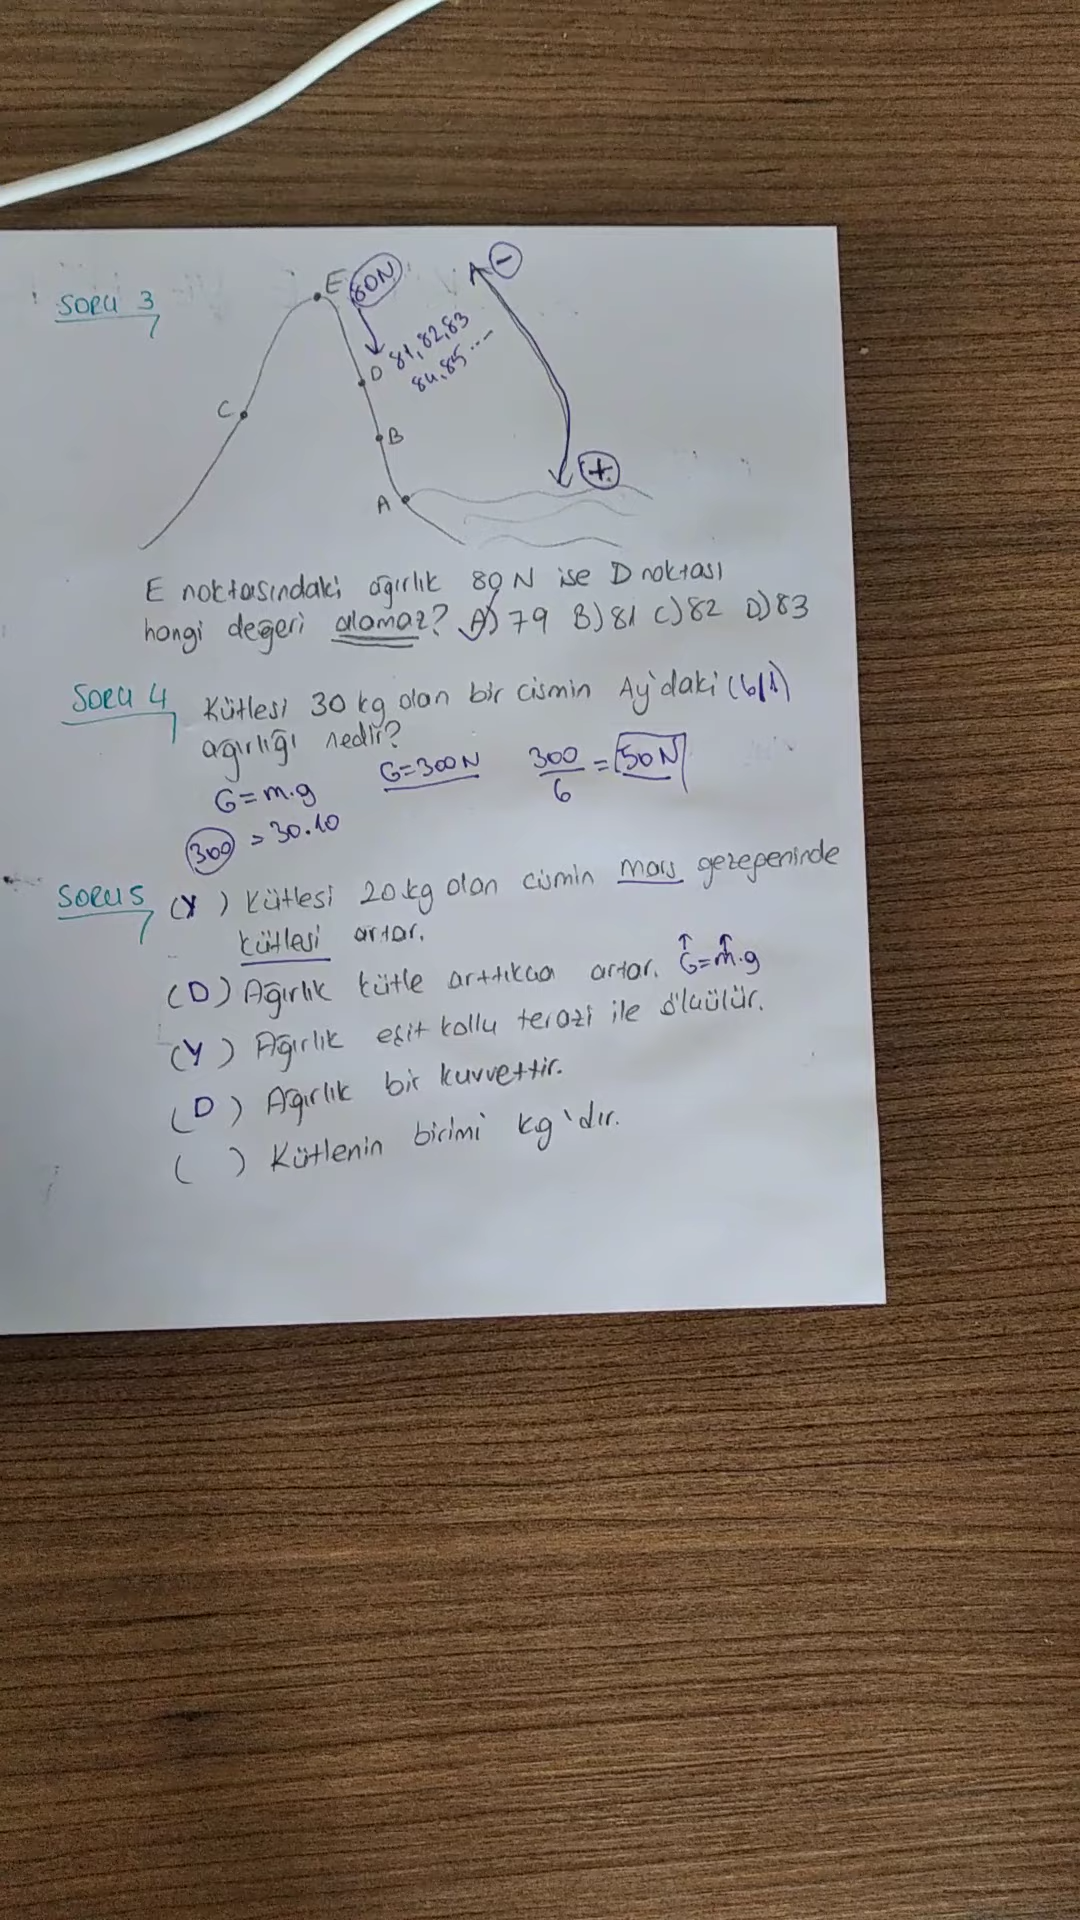 SORU 3
E
80N
−
D
81, 82, 83
84, 85 ...
C
B
+
A
E noktasındaki ağırlık 80 N ise D noktası
hangi değeri alamaz? A) 79 B) 81 C) 82 D) 83
SORU 4 Kütlesi 30 kg olan bir cismin Ay'daki (6/1)
ağırlığı nedir?
G=m.g G=300N 300/6 = 50N
300 = 30.10
SORU 5 (Y) Kütlesi 20 kg olan cismin Mars gezegeninde
kütlesi artar.
(D) Ağırlık kütle arttıkça artar. ↑G=↑m.g
(Y) Ağırlık eşit kollu terazi ile ölçülür.
(D) Ağırlık bir kuvvettir.
( ) Kütlenin birimi kg'dır.